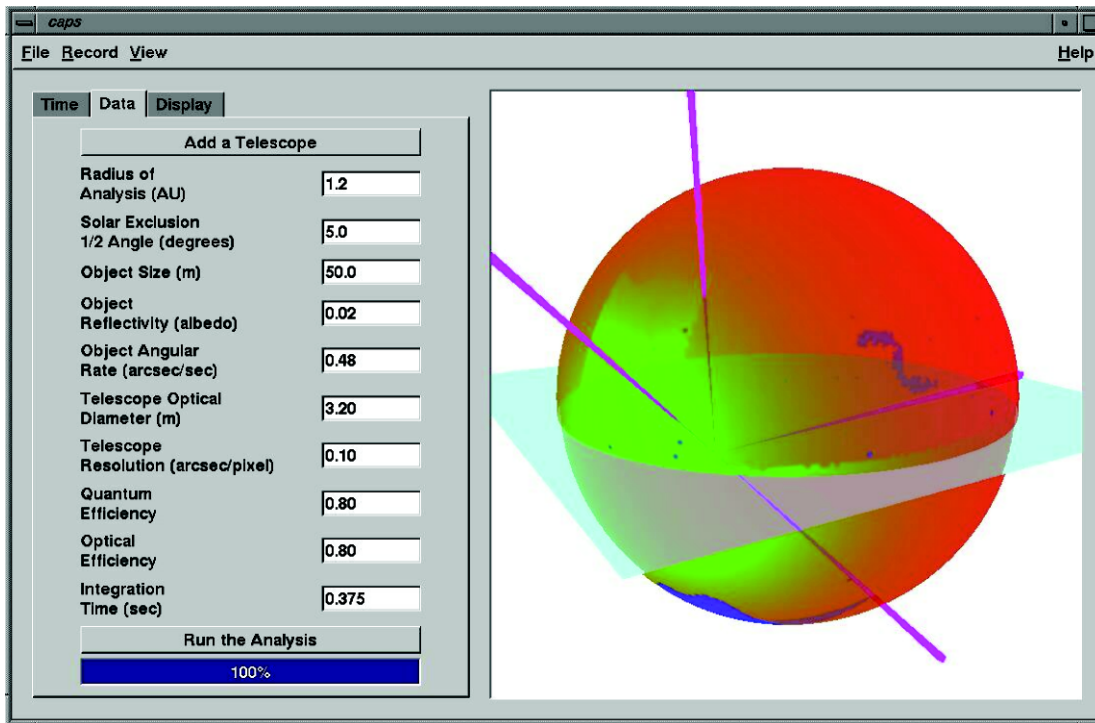 caps
File Record View Help
Time Data Display
Add a Telescope
Radius of
Analysis (AU) 1.2
Solar Exclusion
1/2 Angle (degrees) 5.0
Object Size (m) 50.0
Object
Reflectivity (albedo) 0.02
Object Angular
Rate (arcsec/sec) 0.48
Telescope Optical
Diameter (m) 3.20
Telescope
Resolution (arcsec/pixel) 0.10
Quantum
Efficiency 0.80
Optical
Efficiency 0.80
Integration
Time (sec) 0.375
Run the Analysis
100%